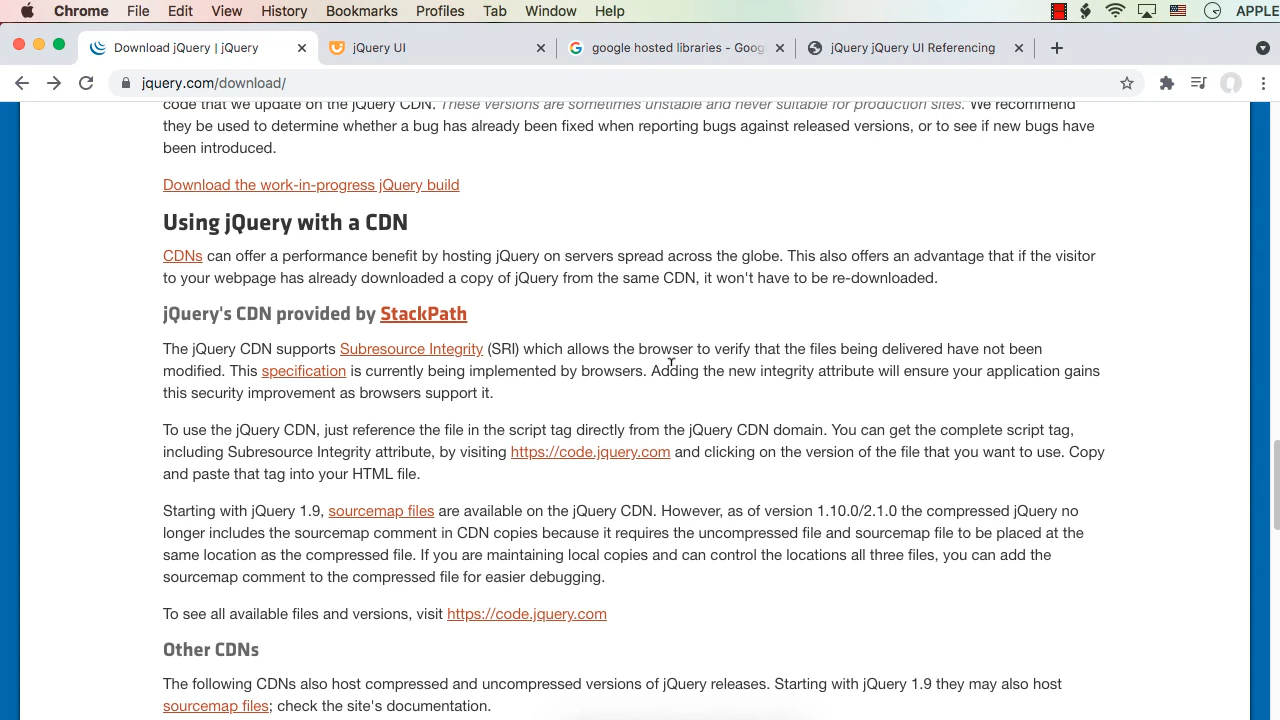 Chrome File Edit View History Bookmarks Profiles Tab Window Help APPLE
Download jQuery | jQuery jQuery UI google hosted libraries - Goog jQuery jQuery UI Referencing
jquery.com/download/
code that we update on the jQuery CDN. These versions are sometimes unstable and never suitable for production sites. We recommend
they be used to determine whether a bug has already been fixed when reporting bugs against released versions, or to see if new bugs have
been introduced.
Download the work-in-progress jQuery build
Using jQuery with a CDN
CDNs can offer a performance benefit by hosting jQuery on servers spread across the globe. This also offers an advantage that if the visitor
to your webpage has already downloaded a copy of jQuery from the same CDN, it won't have to be re-downloaded.
jQuery's CDN provided by StackPath
The jQuery CDN supports Subresource Integrity (SRI) which allows the browser to verify that the files being delivered have not been
modified. This specification is currently being implemented by browsers. Adding the new integrity attribute will ensure your application gains
this security improvement as browsers support it.
To use the jQuery CDN, just reference the file in the script tag directly from the jQuery CDN domain. You can get the complete script tag,
including Subresource Integrity attribute, by visiting https://code.jquery.com and clicking on the version of the file that you want to use. Copy
and paste that tag into your HTML file.
Starting with jQuery 1.9, sourcemap files are available on the jQuery CDN. However, as of version 1.10.0/2.1.0 the compressed jQuery no
longer includes the sourcemap comment in CDN copies because it requires the uncompressed file and sourcemap file to be placed at the
same location as the compressed file. If you are maintaining local copies and can control the locations all three files, you can add the
sourcemap comment to the compressed file for easier debugging.
To see all available files and versions, visit https://code.jquery.com
Other CDNs
The following CDNs also host compressed and uncompressed versions of jQuery releases. Starting with jQuery 1.9 they may also host
sourcemap files; check the site's documentation.